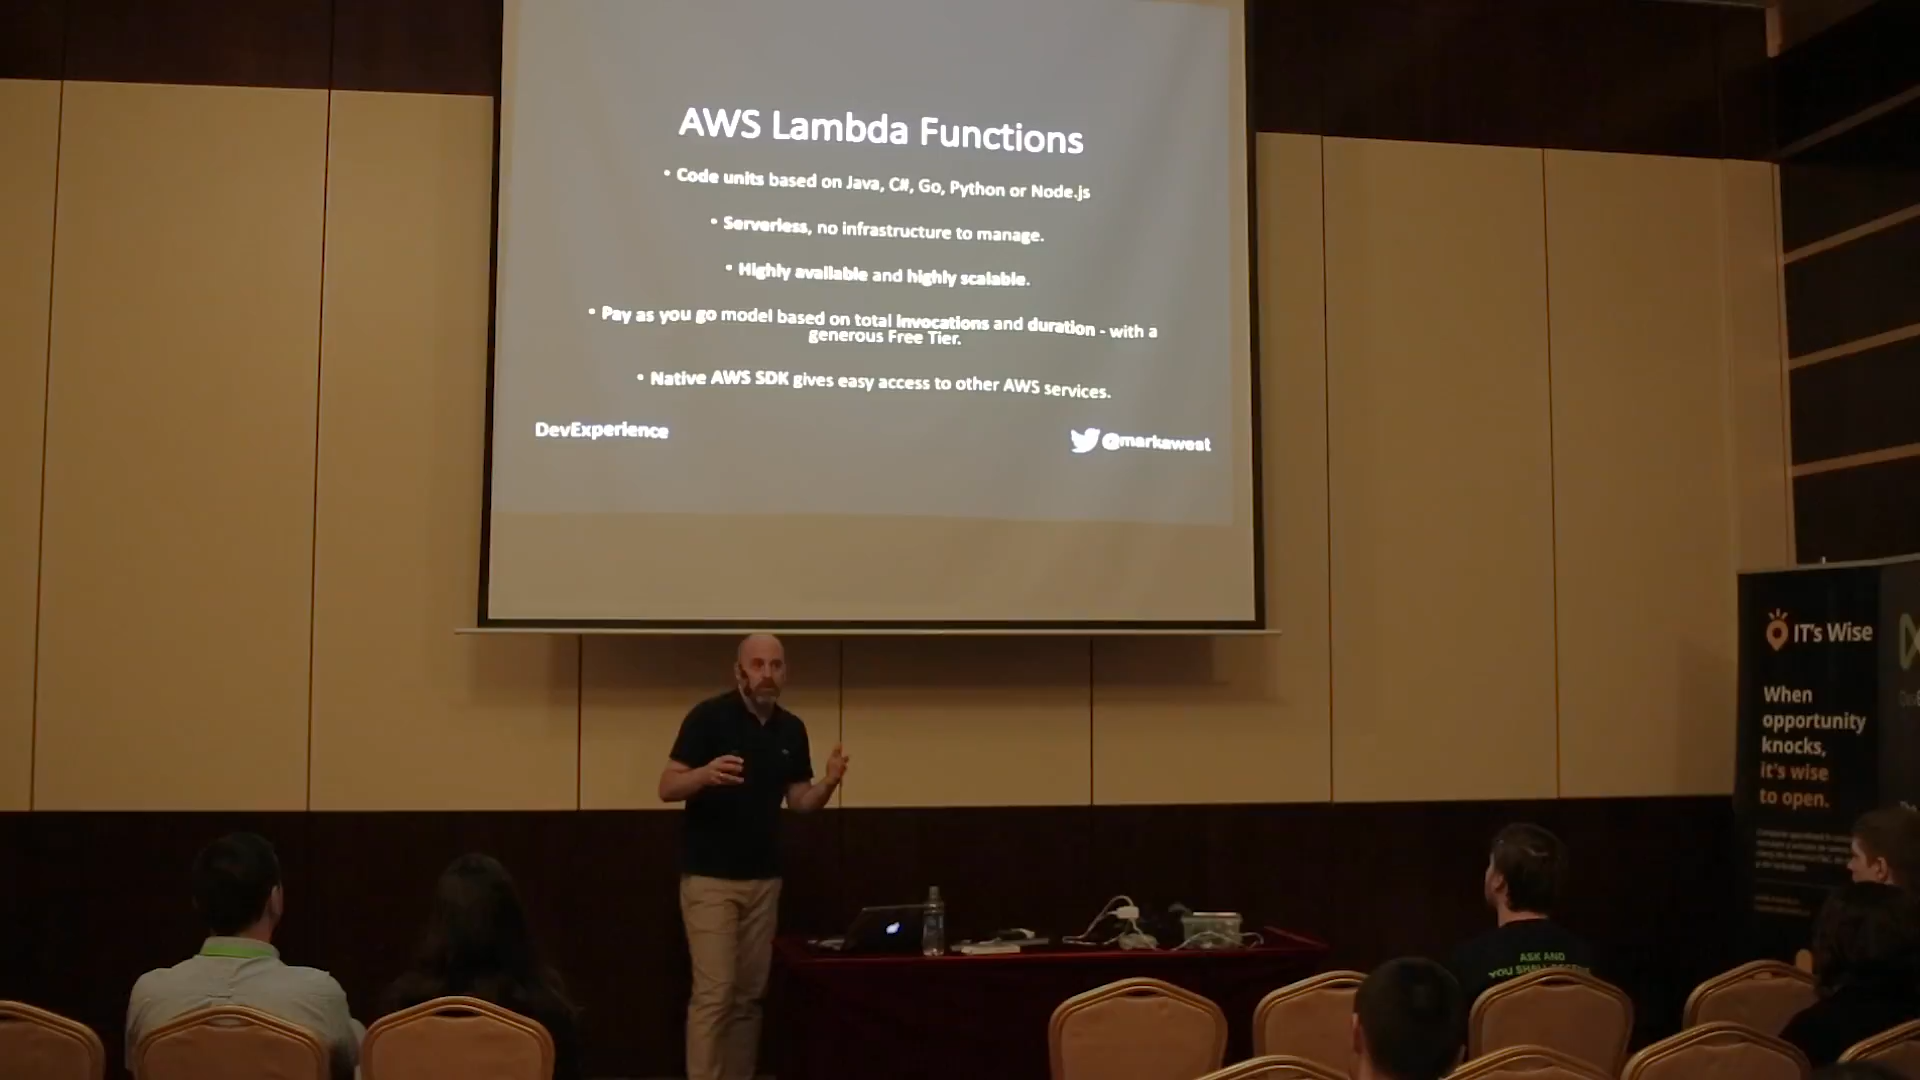 AWS Lambda Functions
• Code units based on Java, C#, Go, Python or Node.js
• Serverless, no infrastructure to manage.
• Highly available and highly scalable.
• Pay as you go model based on total invocations and duration - with a
generous Free Tier.
• Native AWS SDK gives easy access to other AWS services.
DevExperience
@markawest
IT's Wise
When
opportunity
knocks,
it's wise
to open.
ASK AND
YOU SHALL